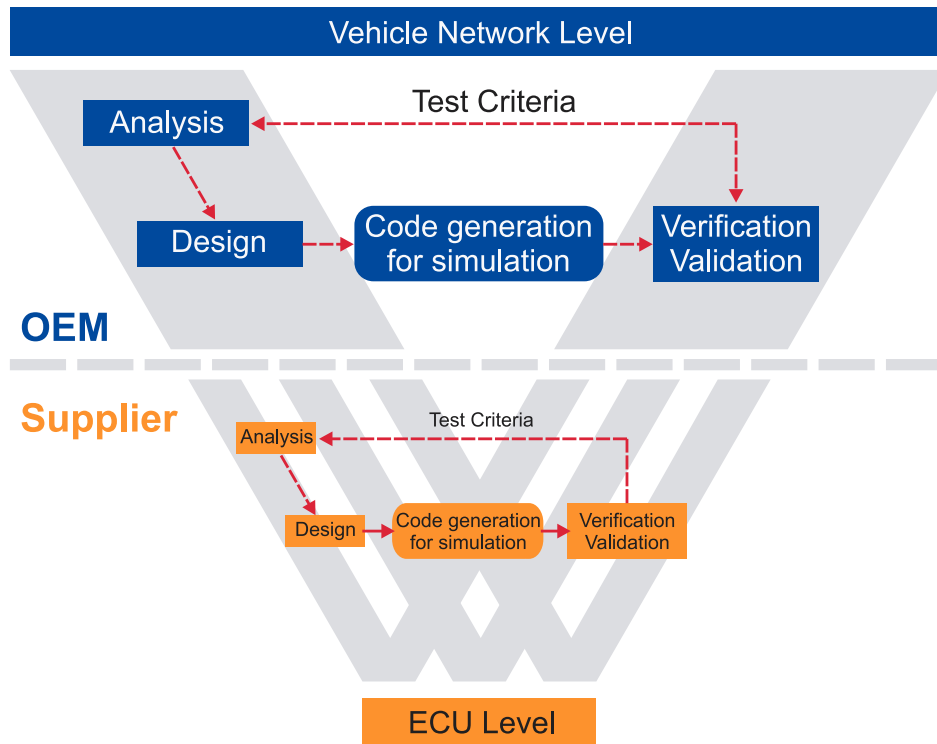 Vehicle Network Level
Test Criteria
Analysis
Design
Code generation
for simulation
Verification
Validation
OEM
Supplier
Test Criteria
Analysis
Design
Code generation
for simulation
Verification
Validation
ECU Level